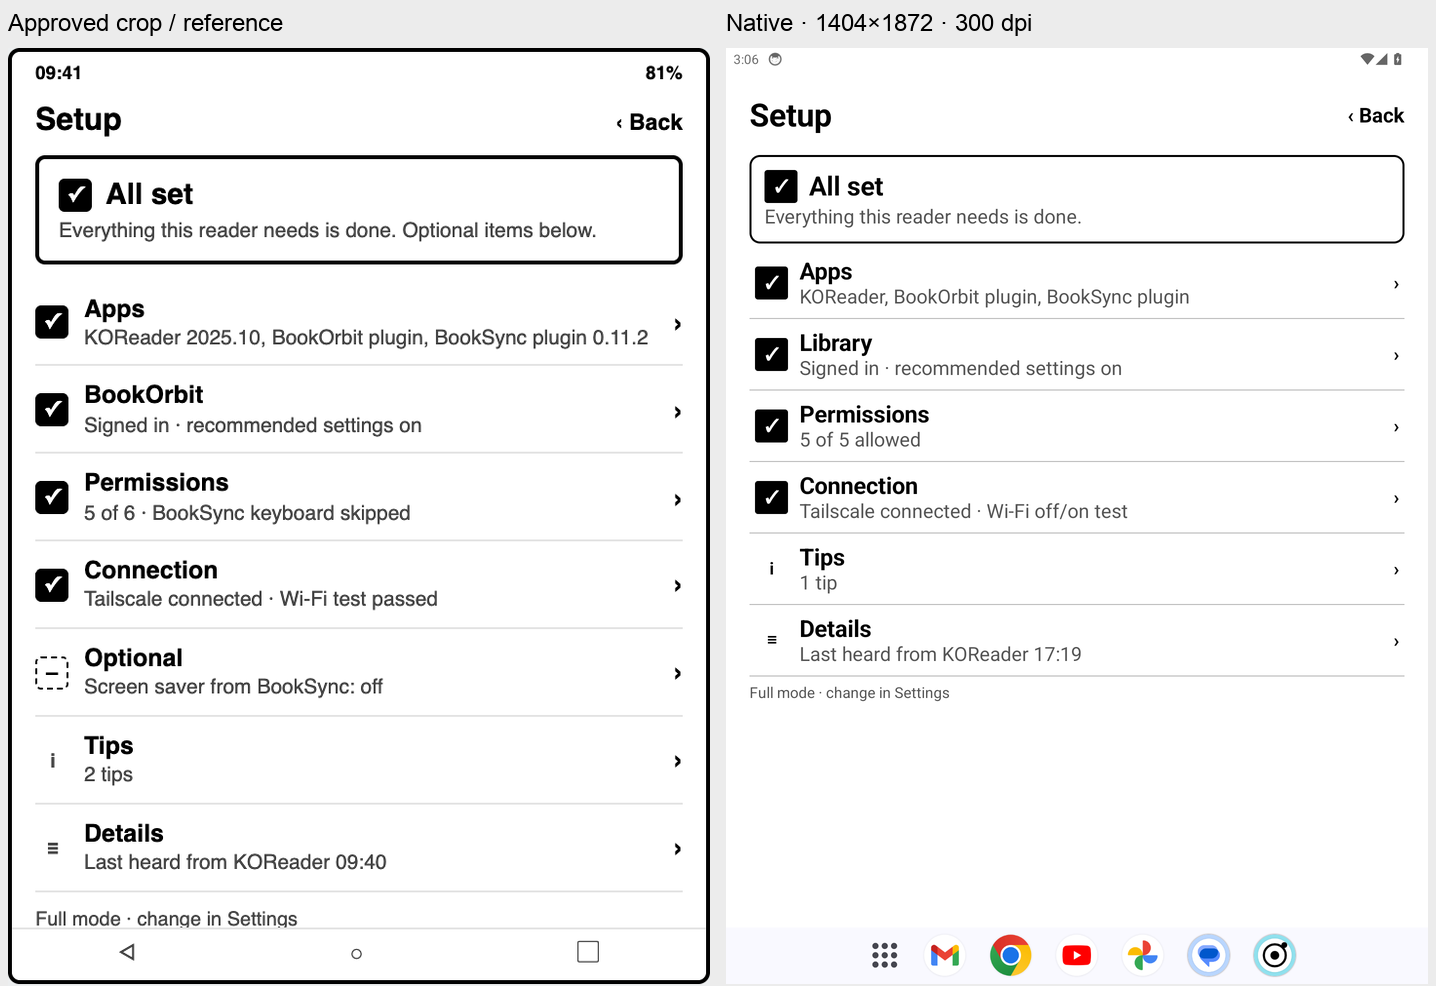 Approved crop / reference
09:41
81%
Setup
‹ Back
All set
Everything this reader needs is done. Optional items below.
Apps
KOReader 2025.10, BookOrbit plugin, BookSync plugin 0.11.2
BookOrbit
Signed in · recommended settings on
Permissions
5 of 6 · BookSync keyboard skipped
Connection
Tailscale connected · Wi-Fi test passed
Optional
Screen saver from BookSync: off
Tips
2 tips
Details
Last heard from KOReader 09:40
Full mode · change in Settings
Native · 1404×1872 · 300 dpi
3:06
Setup
‹ Back
All set
Everything this reader needs is done.
Apps
KOReader, BookOrbit plugin, BookSync plugin
Library
Signed in · recommended settings on
Permissions
5 of 5 allowed
Connection
Tailscale connected · Wi-Fi off/on test
Tips
1 tip
Details
Last heard from KOReader 17:19
Full mode · change in Settings